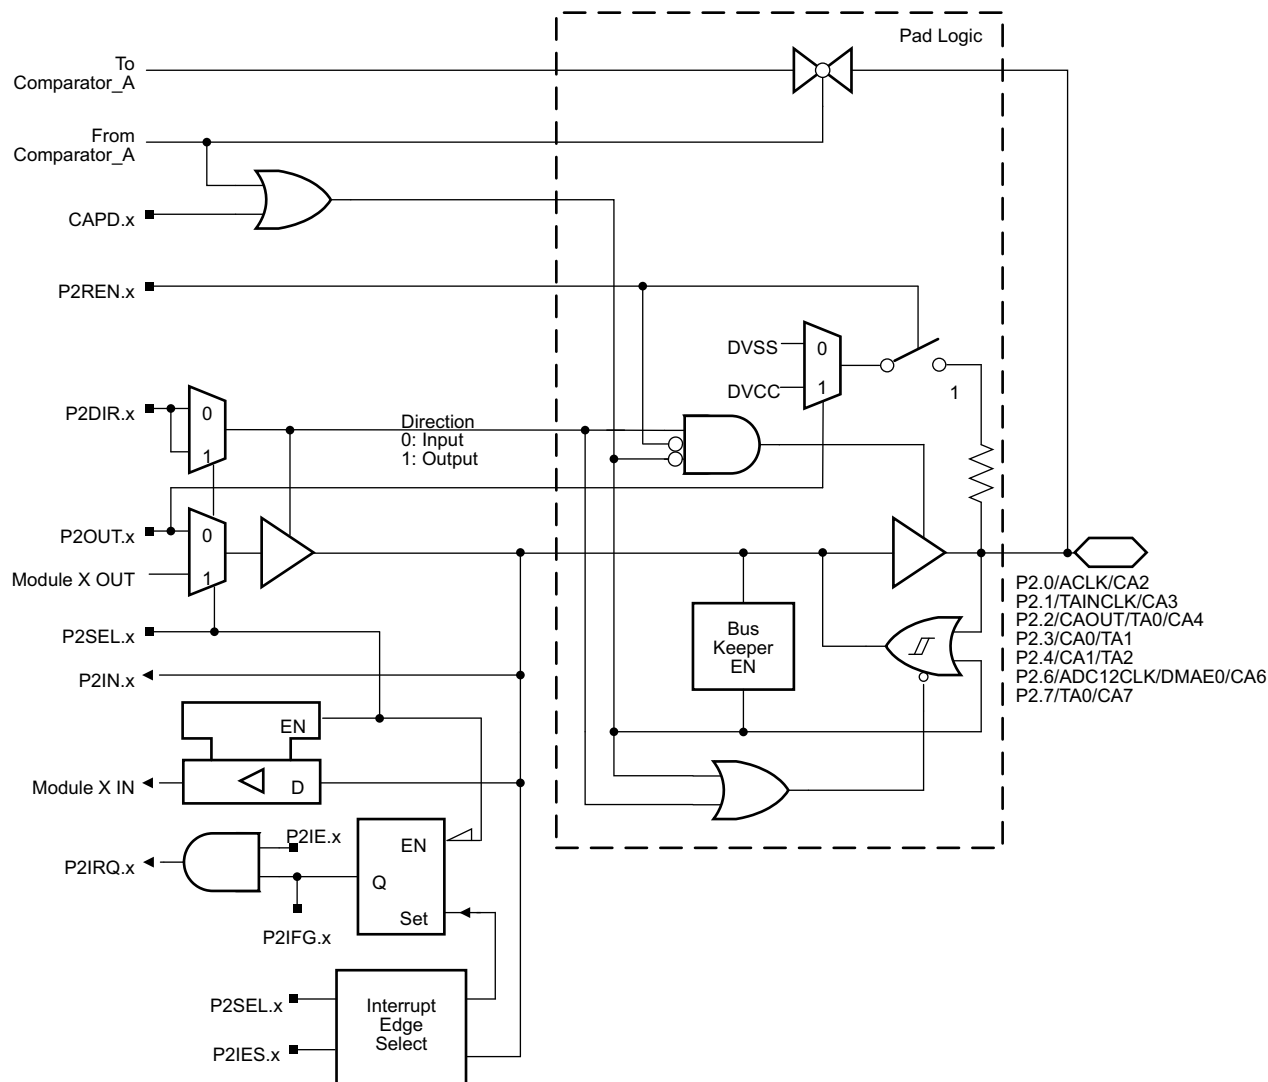 Pad Logic
To
Comparator_A
From
Comparator_A
CAPD.x
P2REN.x
DVSS
0
DVCC
1
1
P2DIR.x
0
1
Direction
0: Input
1: Output
P2OUT.x
0
Module X OUT
1
P2SEL.x
P2IN.x
Bus
Keeper
EN
P2.0/ACLK/CA2
P2.1/TAINCLK/CA3
P2.2/CAOUT/TA0/CA4
P2.3/CA0/TA1
P2.4/CA1/TA2
P2.6/ADC12CLK/DMAE0/CA6
P2.7/TA0/CA7
EN
Module X IN
D
P2IE.x
P2IRQ.x
EN
Q
Set
P2IFG.x
P2SEL.x
P2IES.x
Interrupt
Edge
Select